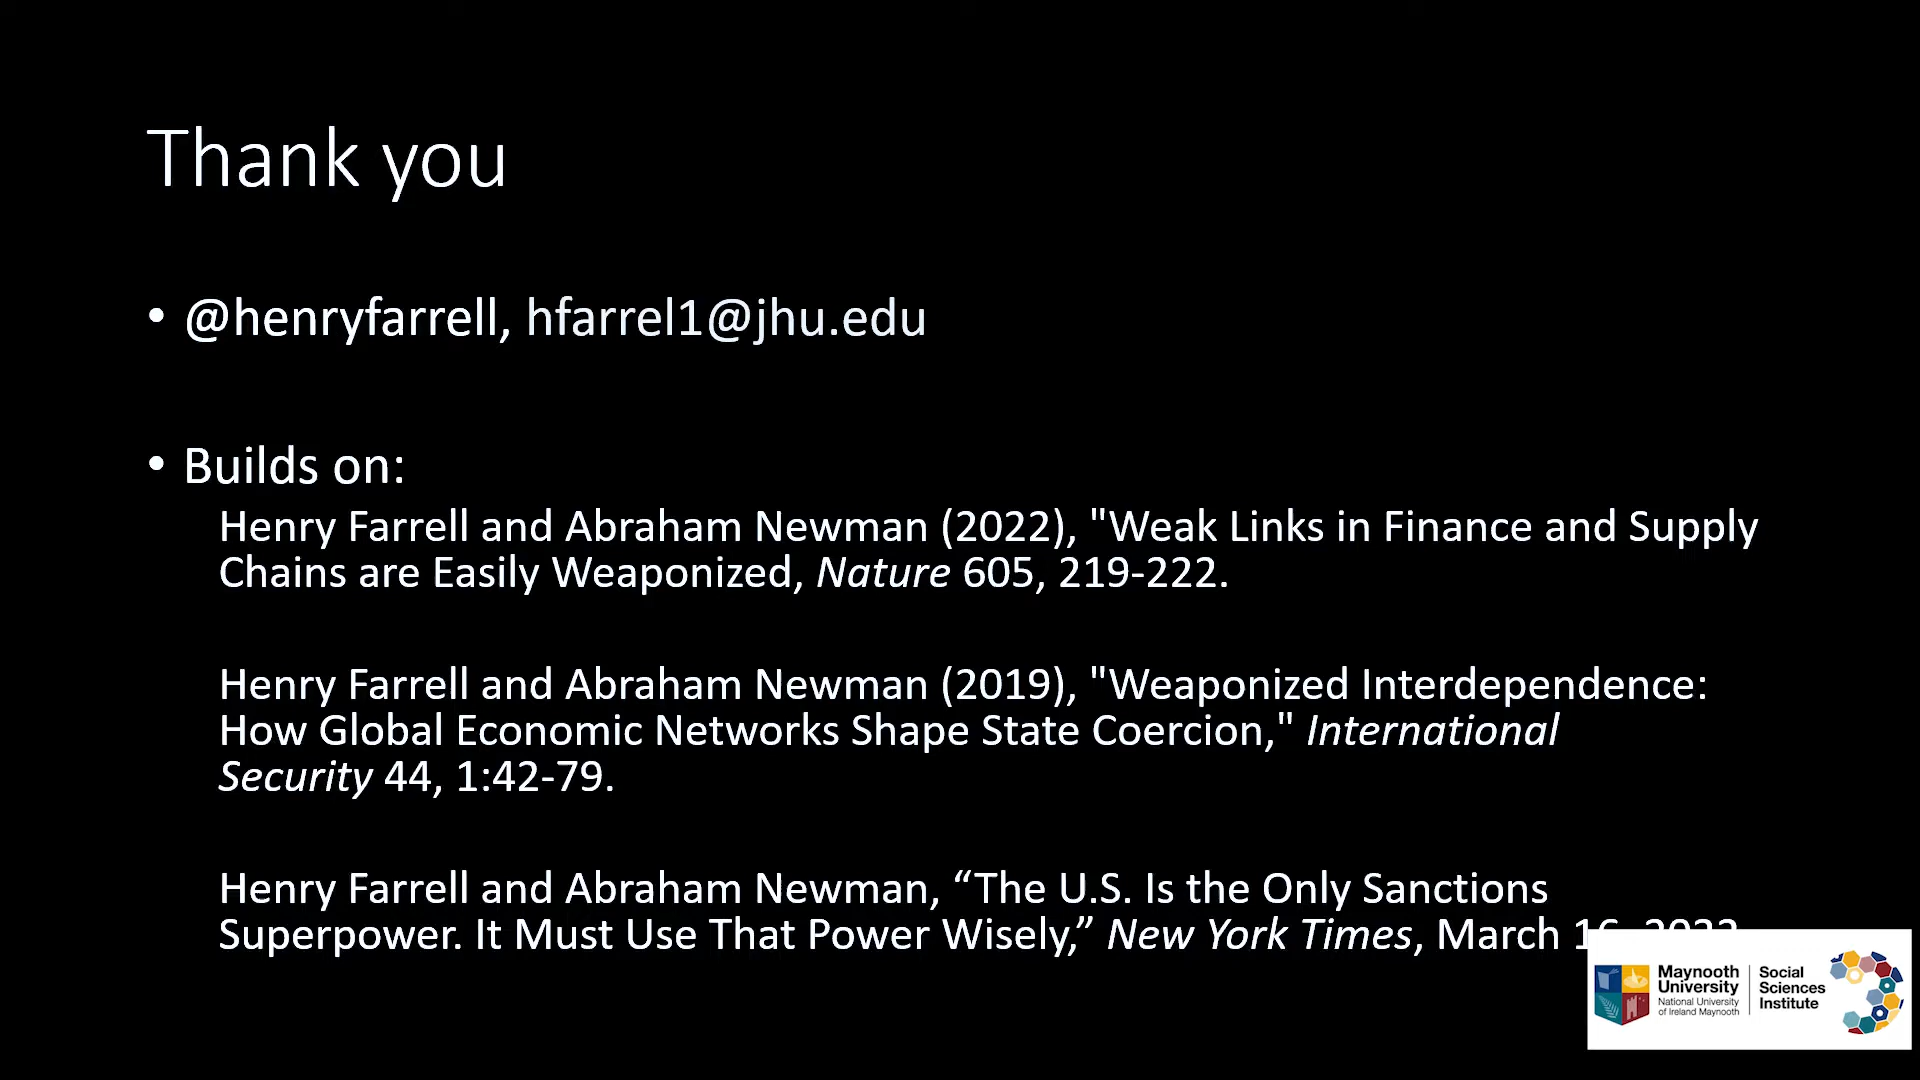 Thank you
• @henryfarrell, hfarrel1@jhu.edu
• Builds on:
Henry Farrell and Abraham Newman (2022), "Weak Links in Finance and Supply
Chains are Easily Weaponized, Nature 605, 219-222.
Henry Farrell and Abraham Newman (2019), "Weaponized Interdependence:
How Global Economic Networks Shape State Coercion," International
Security 44, 1:42-79.
Henry Farrell and Abraham Newman, “The U.S. Is the Only Sanctions
Superpower. It Must Use That Power Wisely,” New York Times, March
Maynooth
University
National University
of Ireland Maynooth
Social
Sciences
Institute